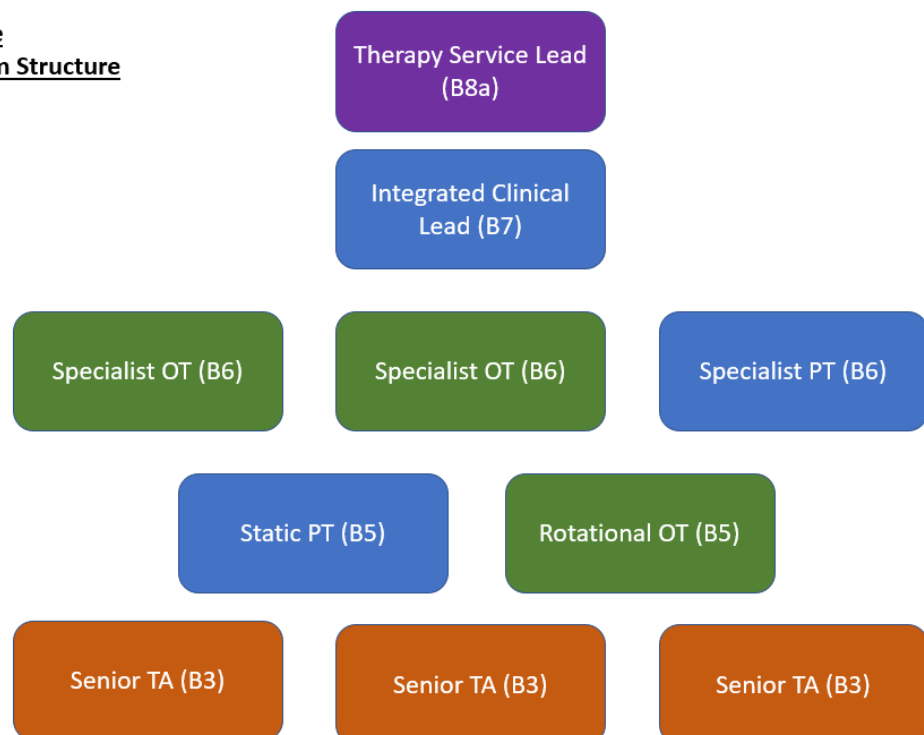 Therapy Service Lead
(B8a)
Integrated Clinical
Lead (B7)
Specialist OT (B6)
Specialist OT (B6)
Specialist PT (B6)
Static PT (B5)
Rotational OT (B5)
Senior TA (B3)
Senior TA (B3)
Senior TA (B3)
Structure